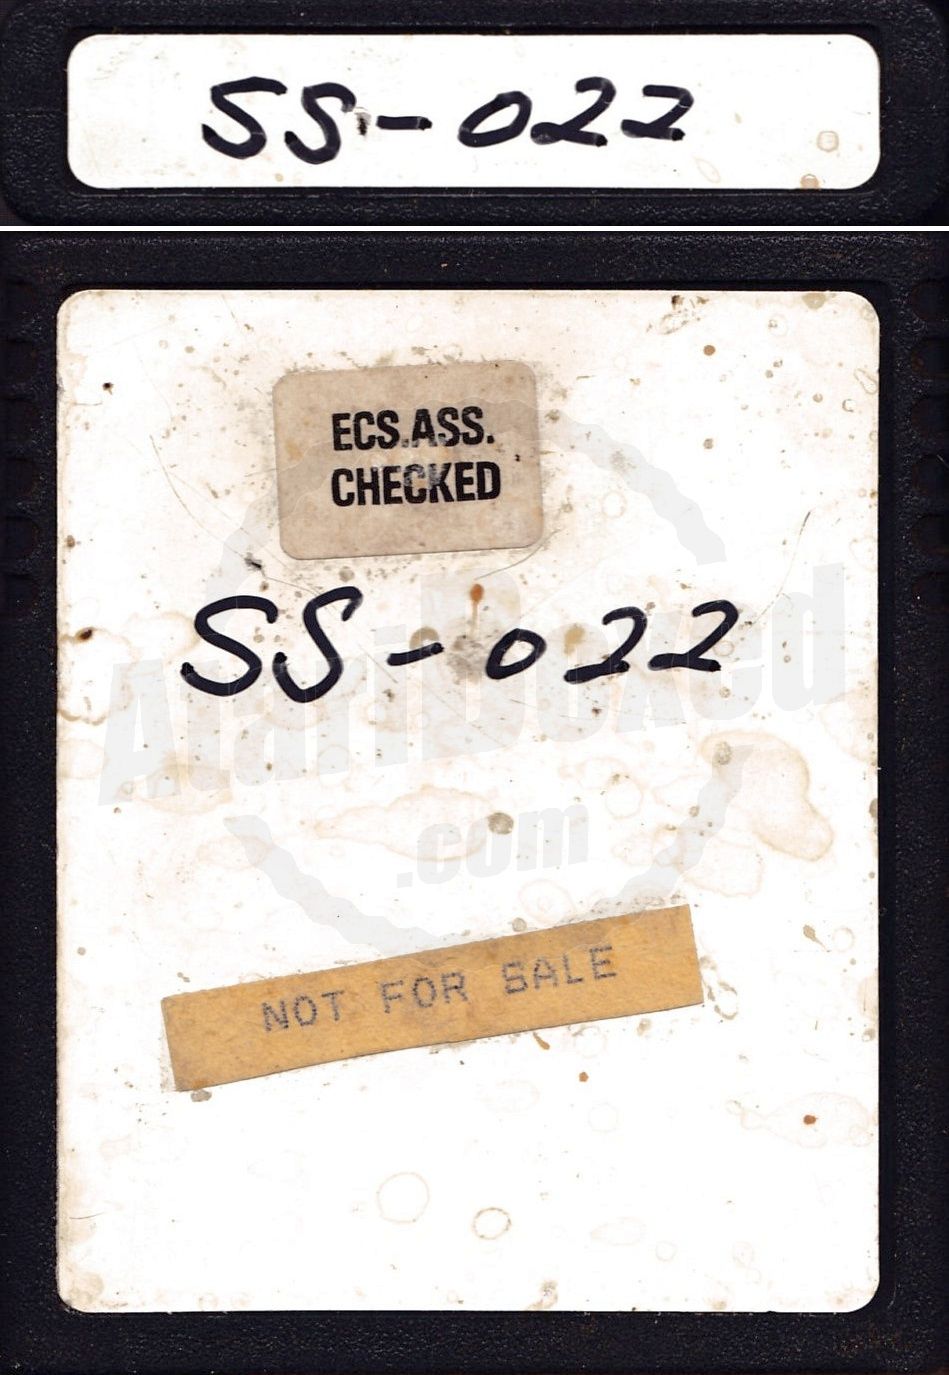 SS-022
ECS.ASS.
CHECKED
SS-022
AtariBoxed
.com
NOT FOR SALE